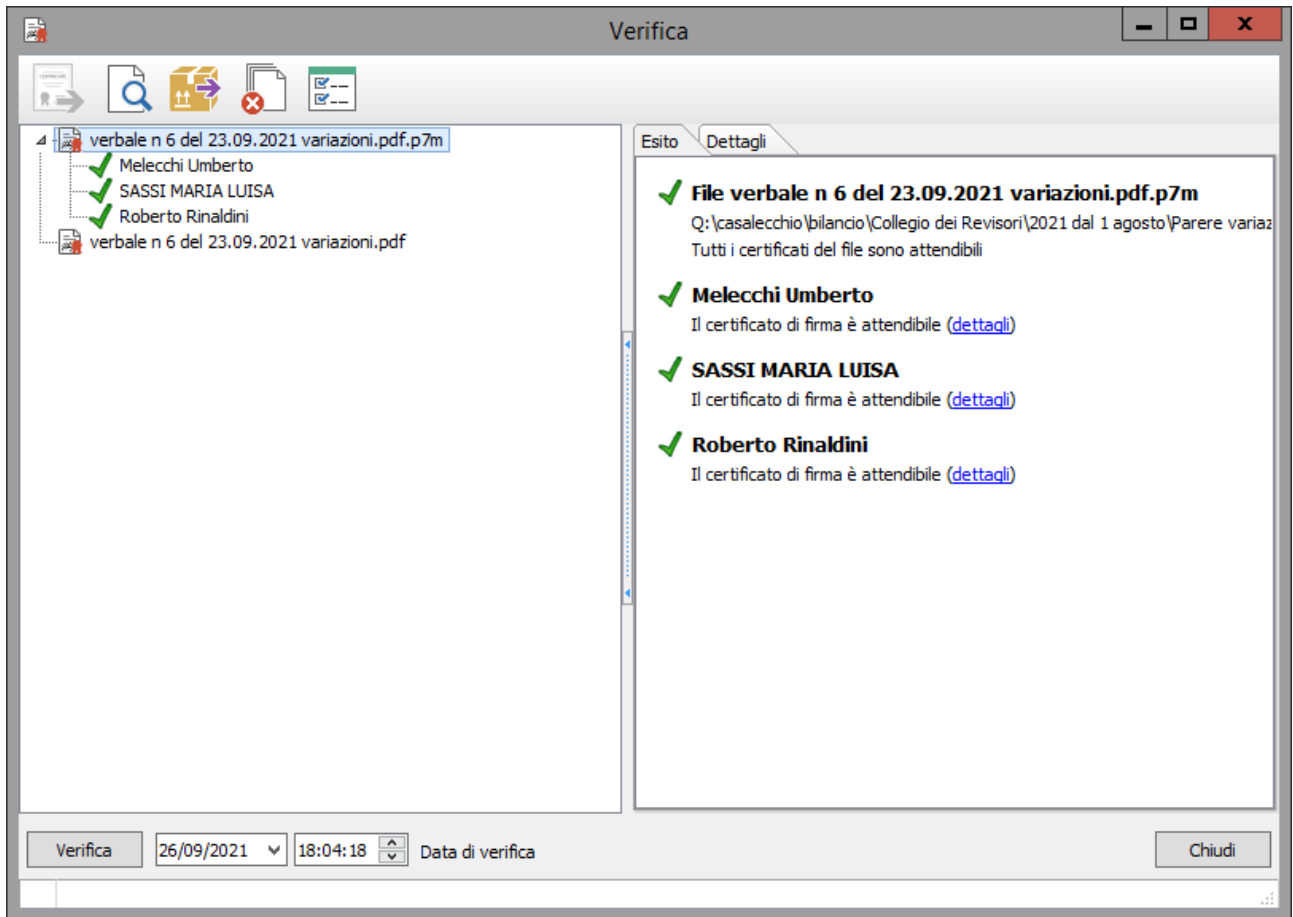 Verifica
verbale n 6 del 23.09.2021 variazioni.pdf.p7m
Melecchi Umberto
SASSI MARIA LUISA
Roberto Rinaldini
verbale n 6 del 23.09.2021 variazioni.pdf
Esito Dettagli
File verbale n 6 del 23.09.2021 variazioni.pdf.p7m
Q:\casalecchio\bilancio\Collegio dei Revisori\2021 dal 1 agosto\Parere variaz
Tutti i certificati del file sono attendibili
Melecchi Umberto
Il certificato di firma è attendibile (dettagli)
SASSI MARIA LUISA
Il certificato di firma è attendibile (dettagli)
Roberto Rinaldini
Il certificato di firma è attendibile (dettagli)
Verifica 26/09/2021 18:04:18 Data di verifica Chiudi